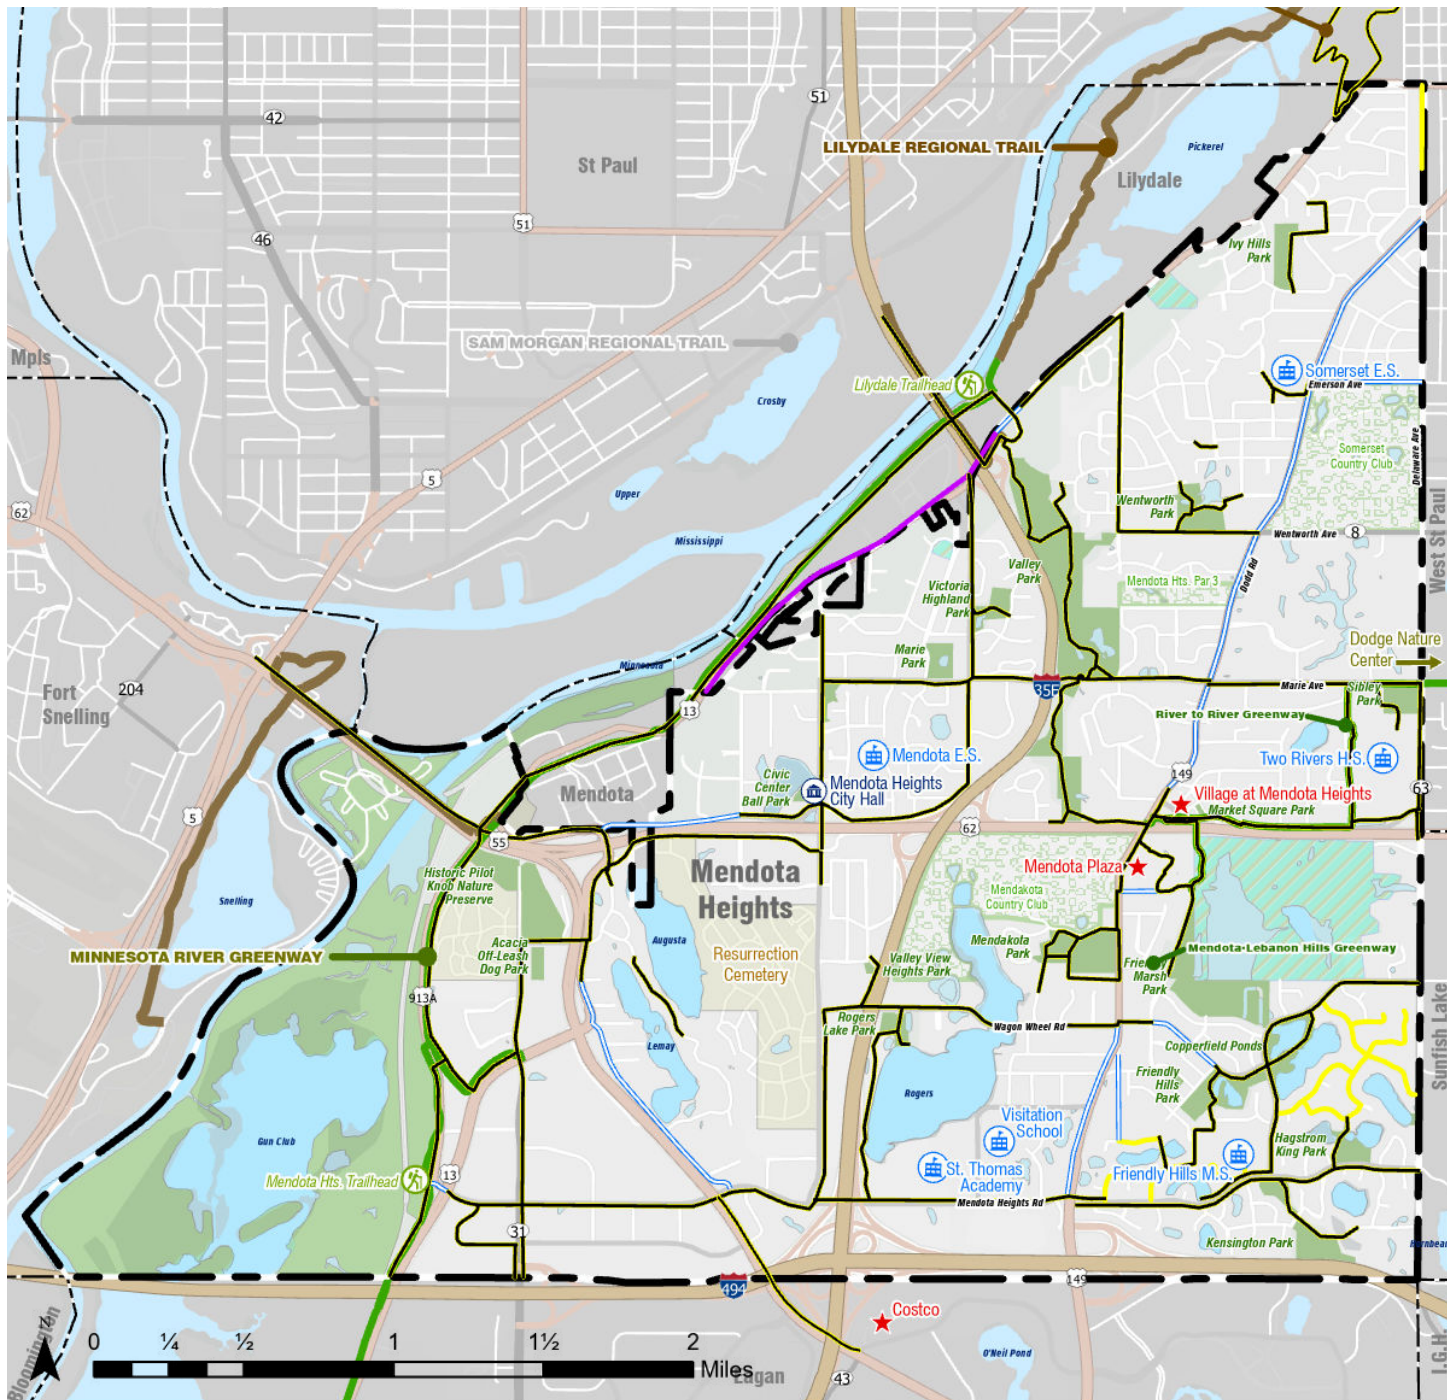 51
42
LILYDALE REGIONAL TRAIL
Pickerel
St Paul
Lilydale
51
46
Ivy Hills
Park
SAM MORGAN REGIONAL TRAIL
Mpls
Somerset E.S.
Emerson Ave
Lilydale Trailhead
Crosby
Delaware Ave
Somerset
Country Club
5
Upper
62
Wentworth
Park
West St Paul
Mississippi
Wentworth Ave
8
Valley
Park
Dodd Rd
Mendota Hts. Par 3
Victoria
Highland
Park
Dodge Nature
Center
Marie
Park
Minnesota
Fort
Snelling
204
35E
Marie Ave
Sibley
Park
13
River to River Greenway
Mendota E.S.
Two Rivers H.S.
149
Civic
Center
Ball Park
Mendota Heights
City Hall
Mendota
63
Village at Mendota Heights
Market Square Park
5
62
55
Mendota
Heights
Mendota Plaza
Historic Pilot
Knob Nature
Preserve
Mendakota
Country Club
Snelling
Augusta
Mendakota
Park
Mendota-Lebanon Hills Greenway
Acacia
Off-Leash
Dog Park
MINNESOTA RIVER GREENWAY
Resurrection
Cemetery
Valley View
Heights Park
Friendly
Marsh
Park
913A
Rogers
Lake Park
Wagon Wheel Rd
Sunfish Lake
Lemay
Copperfield Ponds
Friendly
Hills
Park
Rogers
Visitation
School
Gun Club
Hagstrom
King Park
St. Thomas
Academy
Friendly Hills M.S.
Mendota Hts. Trailhead
13
Mendota Heights Rd
31
Kensington Park
494
149
Costco
Bloomington
N
0
¼
½
1
1½
2
Miles
O'Neil Pond
Eagan
43
I.G.H.